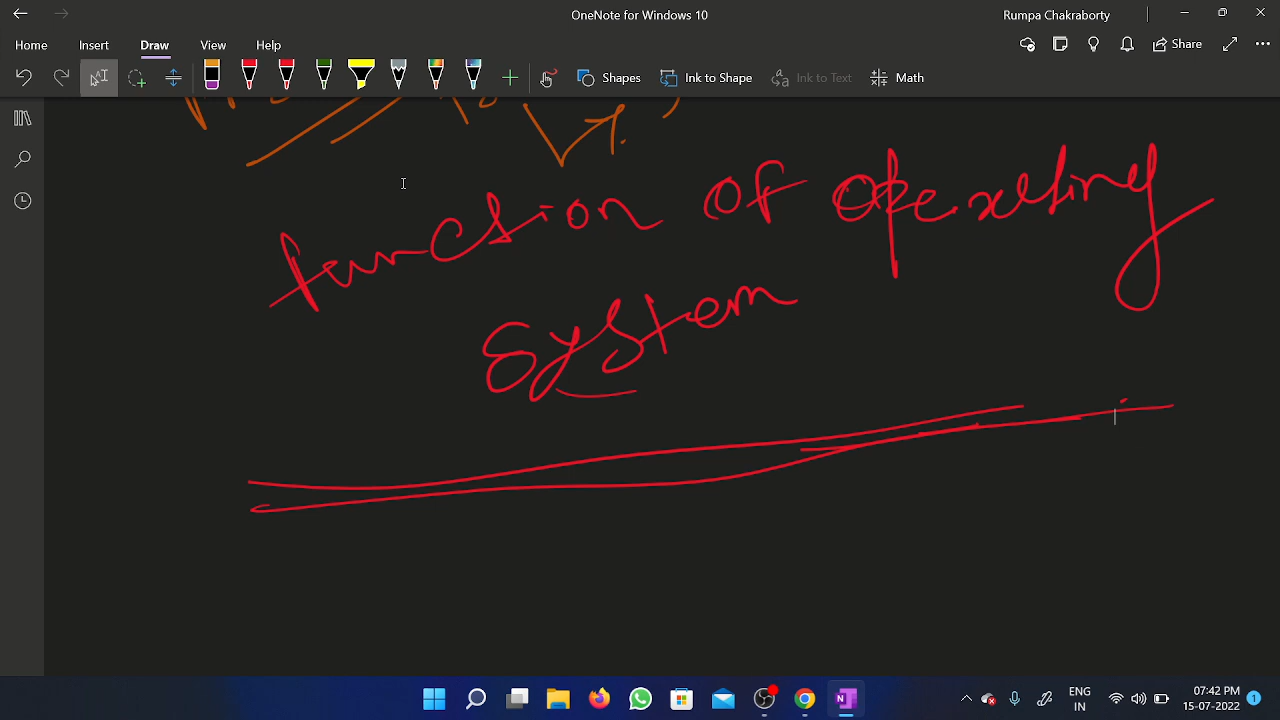 OneNote for Windows 10
Rumpa Chakraborty
Home Insert Draw View Help
Share
Shapes Ink to Shape Ink to Text Math
function of operating
System
ENG
IN
07:42 PM
15-07-2022
1